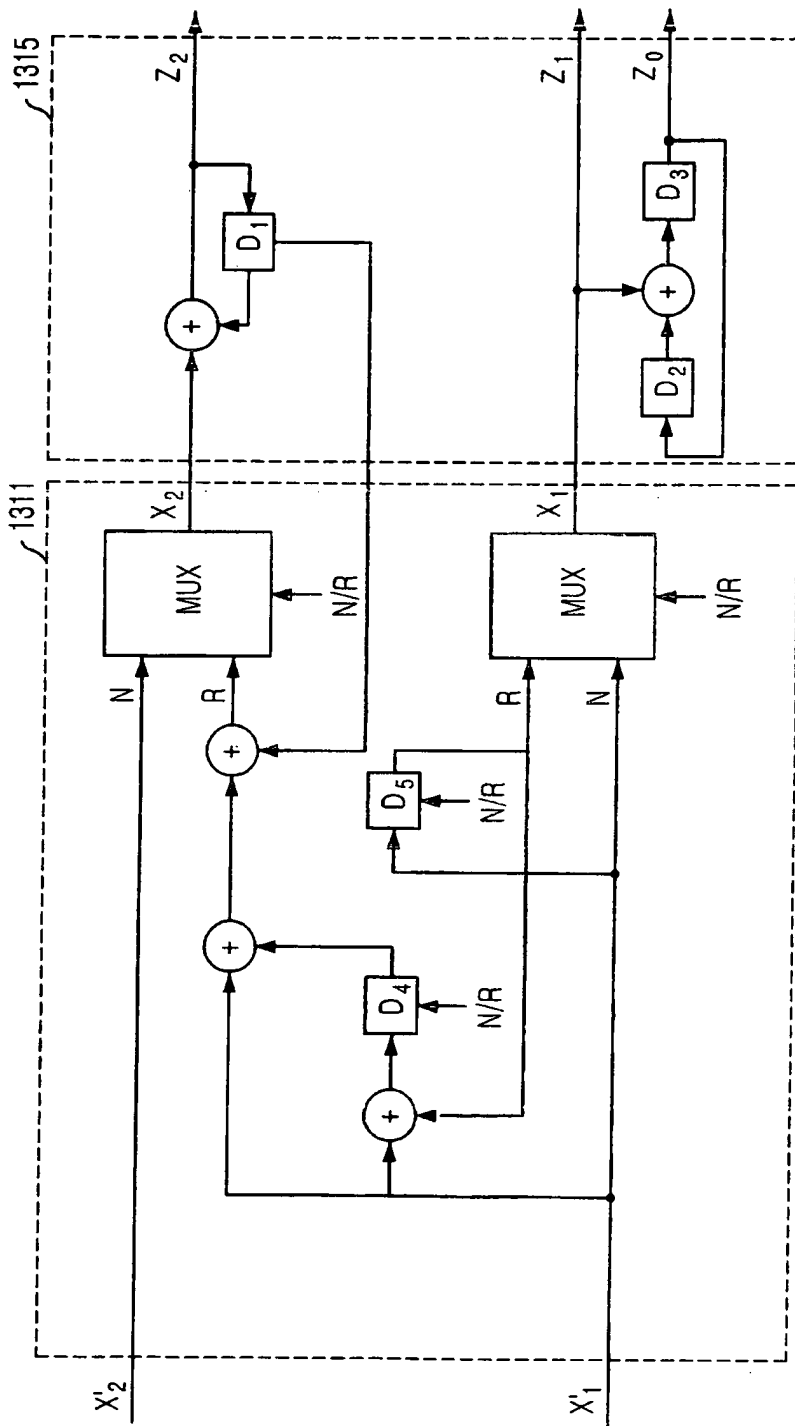 1311
1315
X'2
N
MUX
X2
Z2
R
N/R
+
+
+
D1
D4
N/R
+
D5
N/R
R
MUX
X1
Z1
N
N/R
X'1
D2
+
D3
Z0